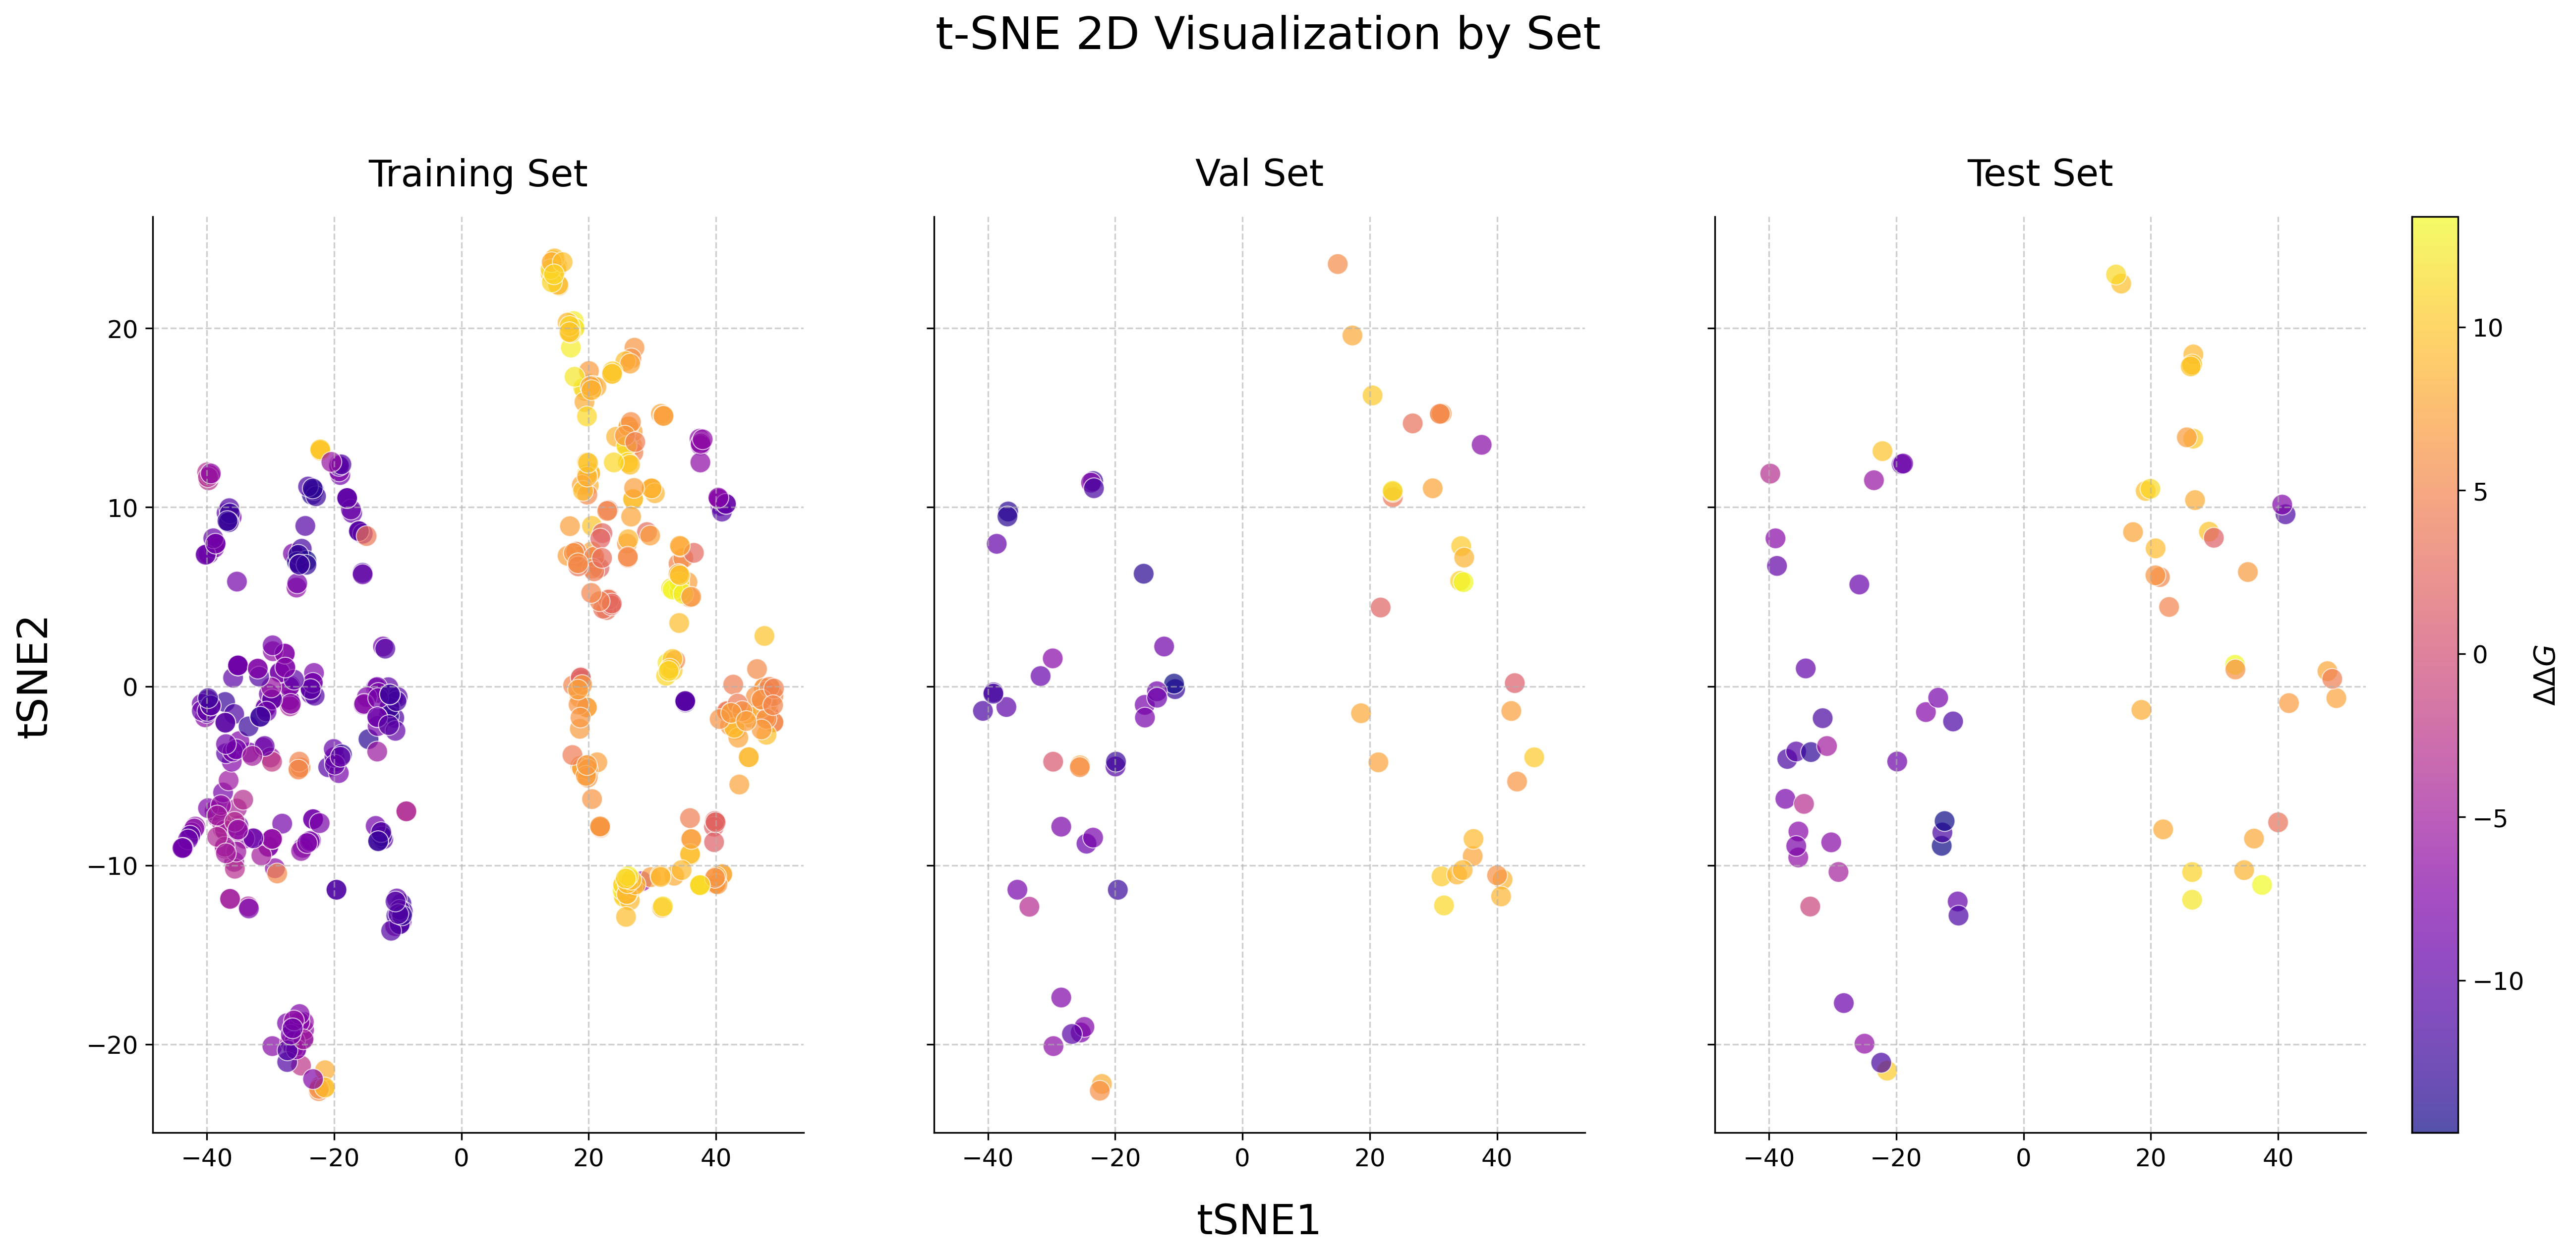 t-SNE 2D Visualization by Set
Training Set
Val Set
Test Set
tSNE2
20
10
0
−10
−20
−40 −20 0 20 40
−40 −20 0 20 40
−40 −20 0 20 40
tSNE1
10
5
0
−5
−10
ΔΔG